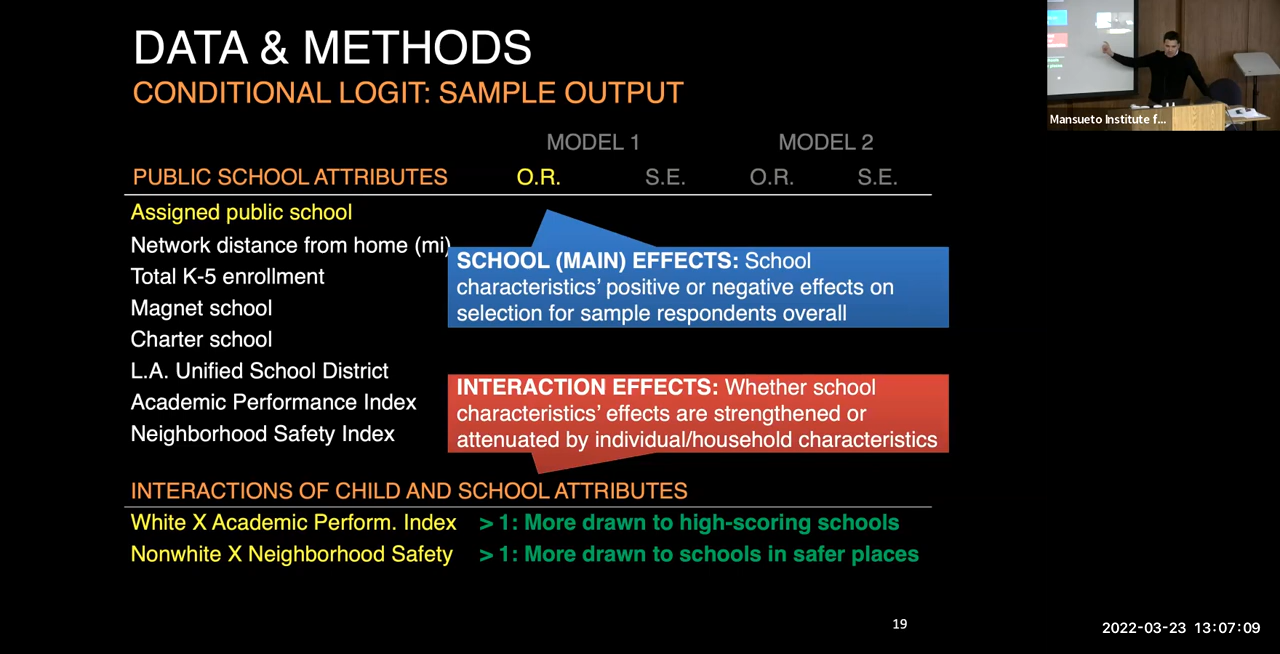 DATA & METHODS
CONDITIONAL LOGIT: SAMPLE OUTPUT
MODEL 1 MODEL 2
PUBLIC SCHOOL ATTRIBUTES O.R. S.E. O.R. S.E.
Assigned public school
Network distance from home (mi)
Total K-5 enrollment
Magnet school
Charter school
L.A. Unified School District
Academic Performance Index
Neighborhood Safety Index
SCHOOL (MAIN) EFFECTS: School
characteristics' positive or negative effects on
selection for sample respondents overall
INTERACTION EFFECTS: Whether school
characteristics' effects are strengthened or
attenuated by individual/household characteristics
INTERACTIONS OF CHILD AND SCHOOL ATTRIBUTES
White X Academic Perform. Index > 1: More drawn to high-scoring schools
Nonwhite X Neighborhood Safety > 1: More drawn to schools in safer places
19
Mansueto Institute f...
2022-03-23 13:07:09